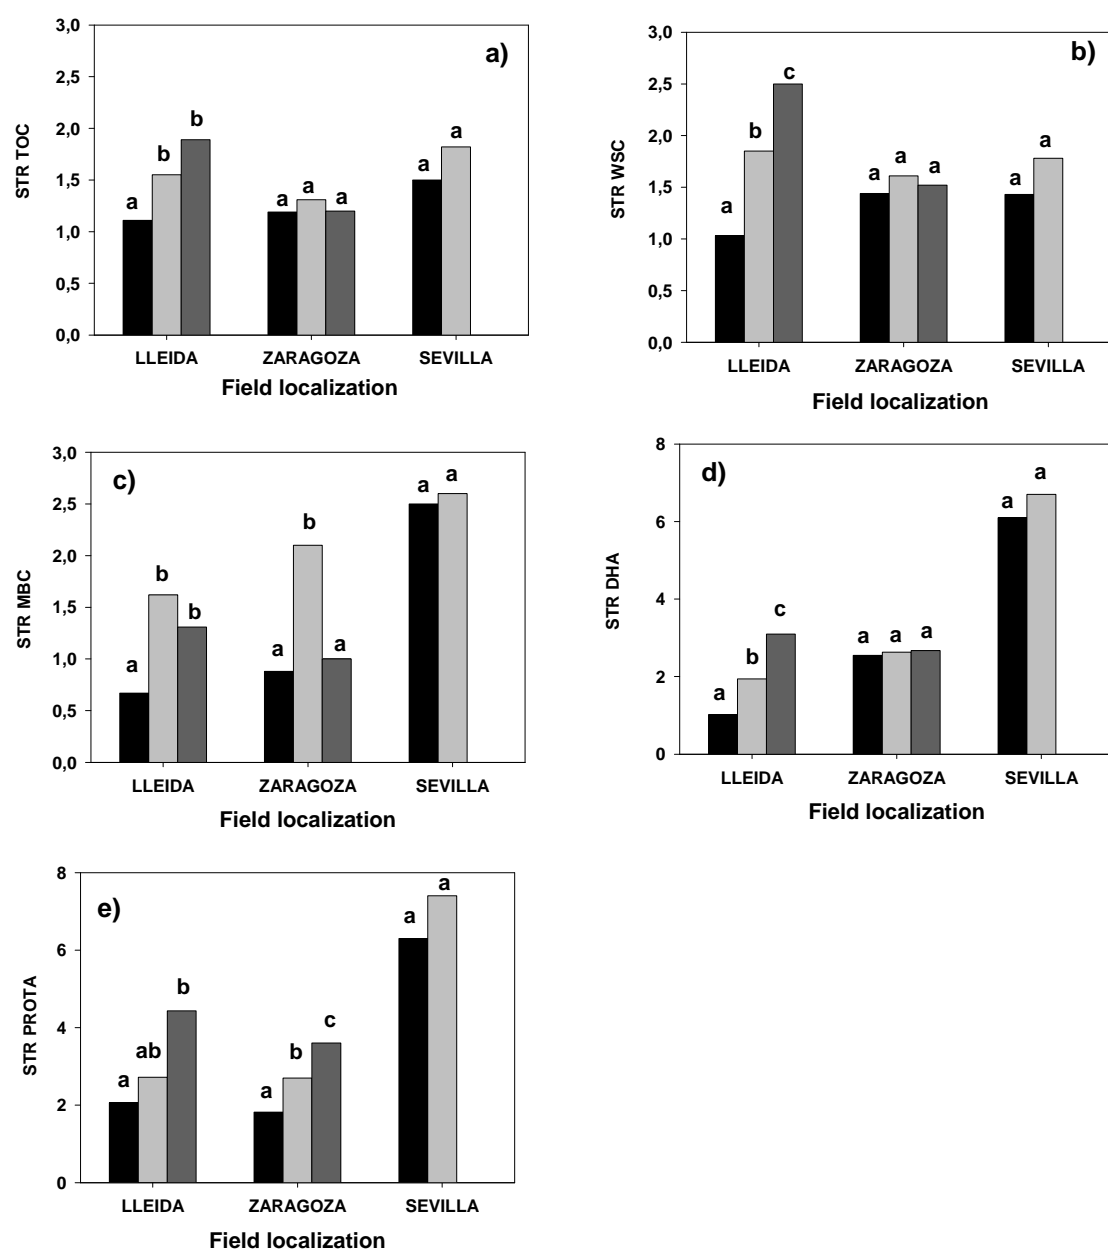 a)
STR TOC
3,0
2,5
2,0
1,5
1,0
0,5
0,0
a b b
a a a
a a
LLEIDA ZARAGOZA SEVILLA
Field localization
b)
STR WSC
3,0
2,5
2,0
1,5
1,0
0,5
0,0
a b c
a a a
a a
LLEIDA ZARAGOZA SEVILLA
Field localization
c)
STR MBC
3,0
2,5
2,0
1,5
1,0
0,5
0,0
a b b
a b a
a a
LLEIDA ZARAGOZA SEVILLA
Field localization
d)
STR DHA
8
6
4
2
0
a b c
a a a
a a
LLEIDA ZARAGOZA SEVILLA
Field localization
e)
STR PROTA
8
6
4
2
0
a ab b
a b c
a a
LLEIDA ZARAGOZA SEVILLA
Field localization